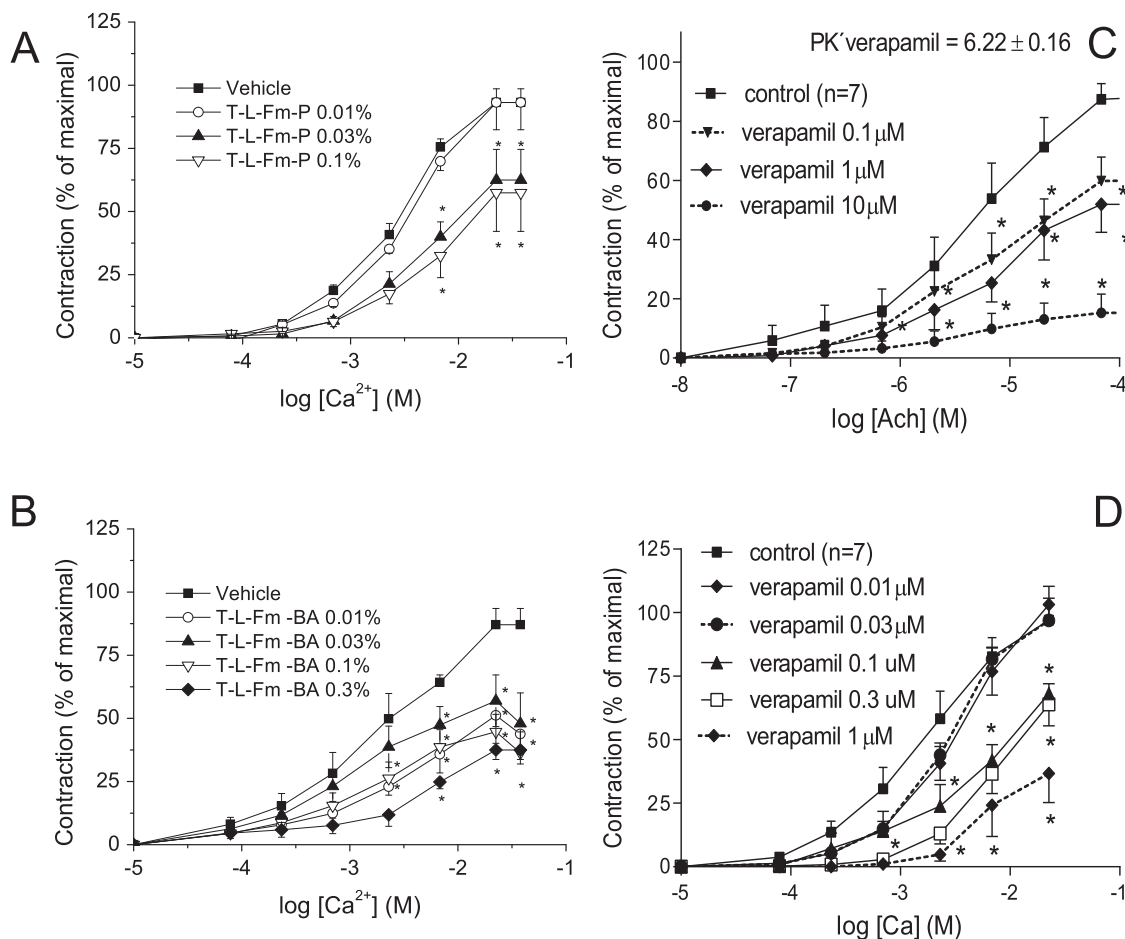 A
125
100
75
50
25
0
Contraction (% of maximal)
Vehicle
T-L-Fm-P 0.01%
T-L-Fm-P 0.03%
T-L-Fm-P 0.1%
* *
*
* *
*
-5 -4 -3 -2 -1
log [Ca²⁺] (M)
C
PK´verapamil = 6.22 ± 0.16
100
80
60
40
20
0
Contraction (% of maximal)
control (n=7)
verapamil 0.1µM
verapamil 1µM
verapamil 10µM
* *
*
* *
* *
*
*
* *
-8 -7 -6 -5 -4
log [Ach] (M)
B
125
100
75
50
25
0
Contraction (% of maximal)
Vehicle
T-L-Fm -BA 0.01%
T-L-Fm -BA 0.03%
T-L-Fm -BA 0.1%
T-L-Fm -BA 0.3%
*
* * *
* *
* *
*
* *
*
-5 -4 -3 -2 -1
log [Ca²⁺] (M)
D
125
100
75
50
25
0
Contraction (% of maximal)
control (n=7)
verapamil 0.01µM
verapamil 0.03µM
verapamil 0.1 uM
verapamil 0.3 uM
verapamil 1µM
*
* *
*
*
* * *
-5 -4 -3 -2 -1
log [Ca] (M)